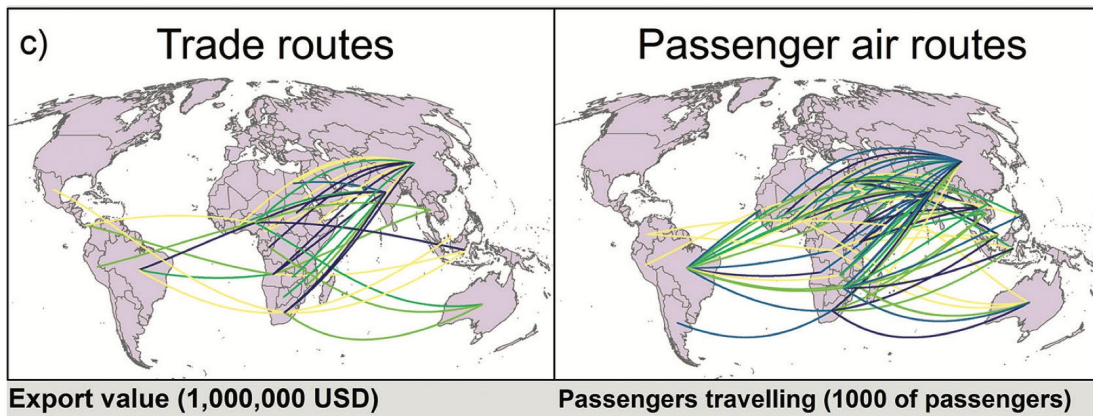 c) Trade routes
Passenger air routes
Export value (1,000,000 USD)
Passengers travelling (1000 of passengers)